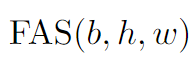 FAS(b, h, w)